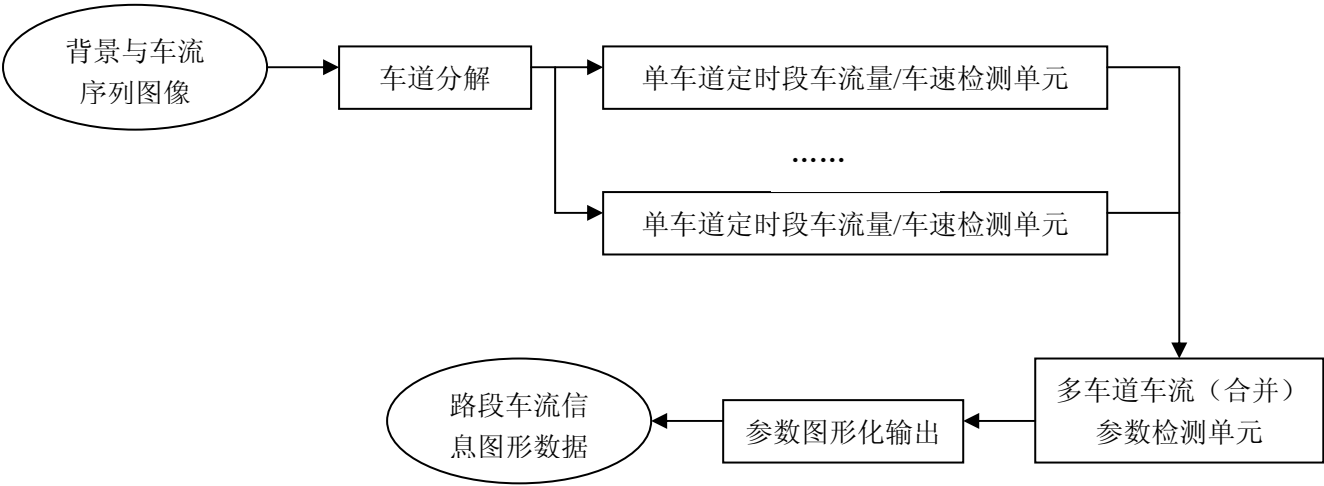 背景与车流
序列图像
车道分解
单车道定时段车流量/车速检测单元
……
单车道定时段车流量/车速检测单元
多车道车流（合并）
参数检测单元
参数图形化输出
路段车流信
息图形数据